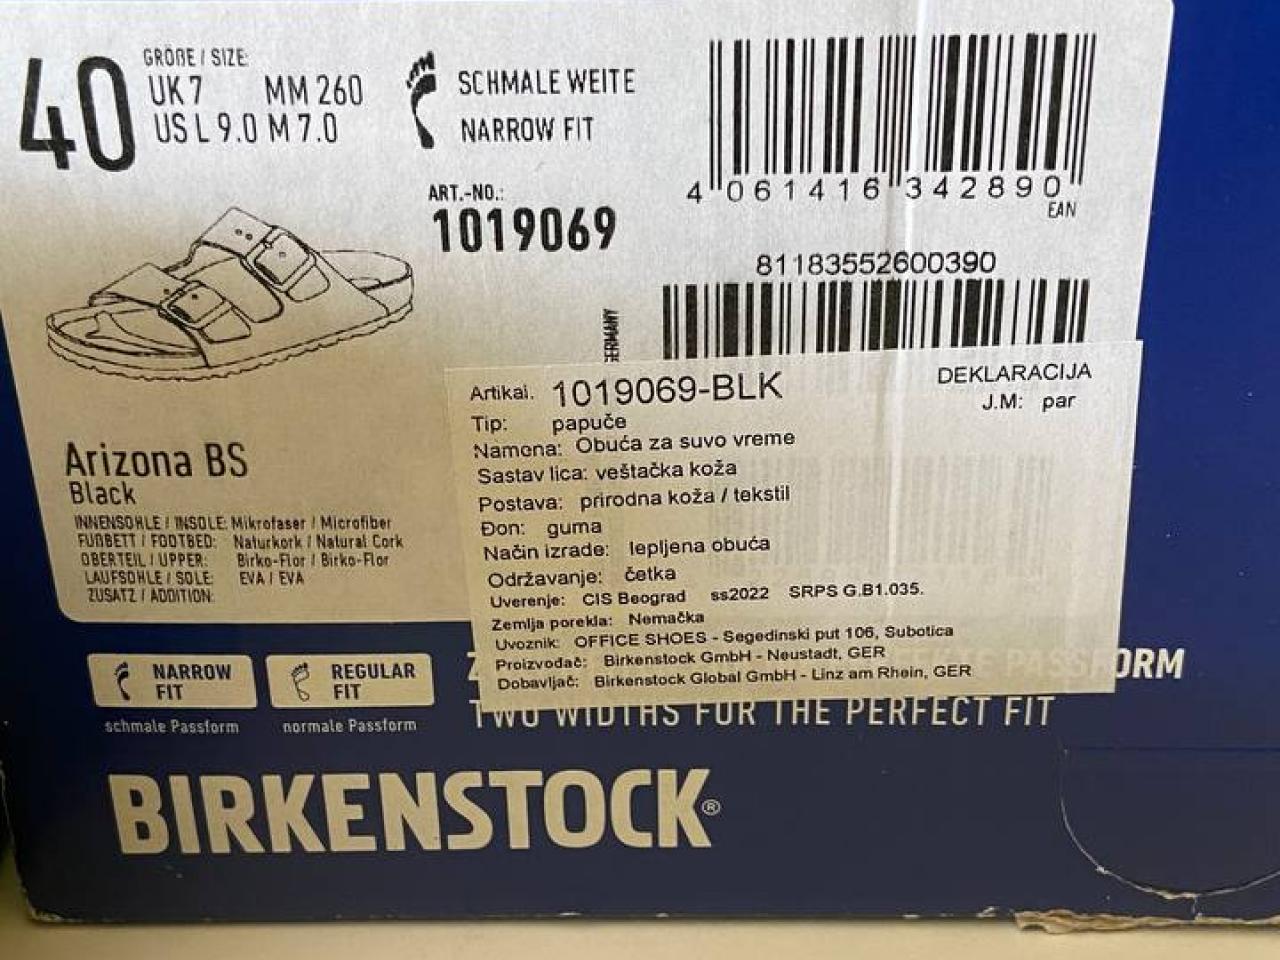 40
GRÖßE / SIZE:
UK 7 MM 260
US L 9.0 M 7.0
SCHMALE WEITE
NARROW FIT
ART.-NO.:
1019069
4 061416 342890
EAN
81183552600390
Arizona BS
Black
INNENSOHLE / INSOLE: Mikrofaser / Microfiber
FUßBETT / FOOTBED: Naturkork / Natural Cork
OBERTEIL / UPPER: Birko-Flor / Birko-Flor
LAUFSOHLE / SOLE: EVA / EVA
ZUSATZ / ADDITION:
Artikal. 1019069-BLK
DEKLARACIJA
J.M: par
Tip: papuče
Namena: Obuća za suvo vreme
Sastav lica: veštačka koža
Postava: prirodna koža / tekstil
Đon: guma
Način izrade: lepljena obuća
Održavanje: četka
Uverenje: CIS Beograd ss2022 SRPS G.B1.035.
Zemlja porekla: Nemačka
Uvoznik: OFFICE SHOES - Segedinski put 106, Subotica
Proizvođač: Birkenstock GmbH - Neustadt, GER
Dobavljač: Birkenstock Global GmbH - Linz am Rhein, GER
NARROW FIT
schmale Passform
REGULAR FIT
normale Passform
TWO WIDTHS FOR THE PERFECT FIT
BIRKENSTOCK®